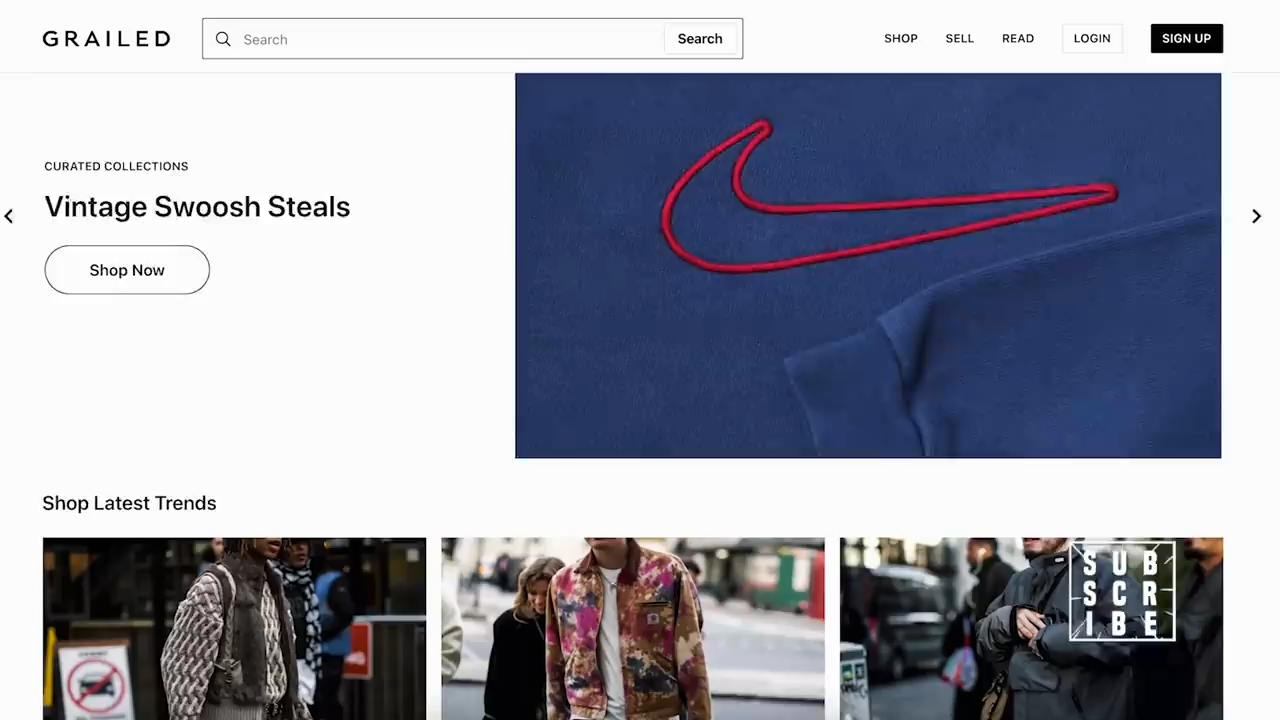 GRAILED
Search
Search
SHOP
SELL
READ
LOGIN
SIGN UP
CURATED COLLECTIONS
Vintage Swoosh Steals
Shop Now
Shop Latest Trends
SUB
SCR
IBE